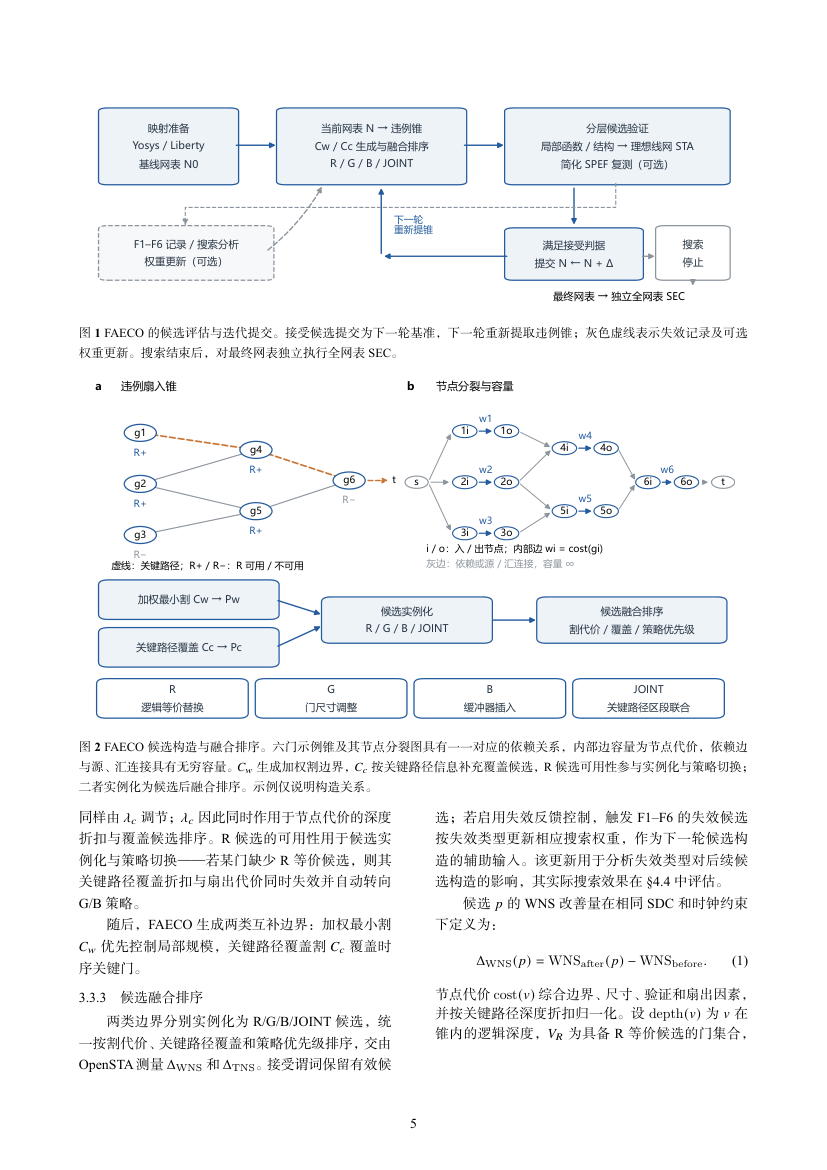 映射准备
Yosys / Liberty
基线网表 N0
当前网表 N → 违例锥
Cw / Cc 生成与融合排序
R / G / B / JOINT
分层候选验证
局部函数 / 结构 → 理想线网 STA
简化 SPEF 复测（可选）
F1–F6 记录 / 搜索分析
权重更新（可选）
下一轮
重新提锥
满足接受判据
提交 N ← N + Δ
搜索
停止
最终网表 → 独立全网表 SEC
图 1 FAECO 的候选评估与迭代提交。接受候选提交为下一轮基准，下一轮重新提取违例锥；灰色虚线表示失效记录及可选
权重更新。搜索结束后，对最终网表独立执行全网表 SEC。
a 违例扇入锥
g1
R+
g2
R+
g3
R−
g4
R+
g5
R+
g6
R−
t
虚线：关键路径；R+ / R−：R 可用 / 不可用
b 节点分裂与容量
s
1i
w1
1o
2i
w2
2o
3i
w3
3o
4i
w4
4o
5i
w5
5o
6i
w6
6o
t
i / o：入 / 出节点；内部边 wi = cost(gi)
灰边：依赖或源 / 汇连接，容量 ∞
加权最小割 Cw → Pw
关键路径覆盖 Cc → Pc
候选实例化
R / G / B / JOINT
候选融合排序
割代价 / 覆盖 / 策略优先级
R
逻辑等价替换
G
门尺寸调整
B
缓冲器插入
JOINT
关键路径区段联合
图 2 FAECO 候选构造与融合排序。六门示例锥及其节点分裂图具有一一对应的依赖关系，内部边容量为节点代价，依赖边
与源、汇连接具有无穷容量。Cw 生成加权割边界，Cc 按关键路径信息补充覆盖候选，R 候选可用性参与实例化与策略切换；
二者实例化为候选后融合排序。示例仅说明构造关系。
同样由 λc 调节；λc 因此同时作用于节点代价的深度
折扣与覆盖候选排序。R 候选的可用性用于候选实
例化与策略切换——若某门缺少 R 等价候选，则其
关键路径覆盖折扣与扇出代价同时失效并自动转向
G/B 策略。
随后，FAECO 生成两类互补边界：加权最小割
Cw 优先控制局部规模，关键路径覆盖割 Cc 覆盖时
序关键门。
3.3.3 候选融合排序
两类边界分别实例化为 R/G/B/JOINT 候选，统
一按割代价、关键路径覆盖和策略优先级排序，交由
OpenSTA 测量 ΔWNS 和 ΔTNS。接受谓词保留有效候
选；若启用失效反馈控制，触发 F1–F6 的失效候选
按失效类型更新相应搜索权重，作为下一轮候选构
造的辅助输入。该更新用于分析失效类型对后续候
选构造的影响，其实际搜索效果在 §4.4 中评估。
候选 p 的 WNS 改善量在相同 SDC 和时钟约束
下定义为：
ΔWNS(p) = WNSafter(p) − WNSbefore. (1)
节点代价 cost(v) 综合边界、尺寸、验证和扇出因素，
并按关键路径深度折扣归一化。设 depth(v) 为 v 在
锥内的逻辑深度，VR 为具备 R 等价候选的门集合，
5